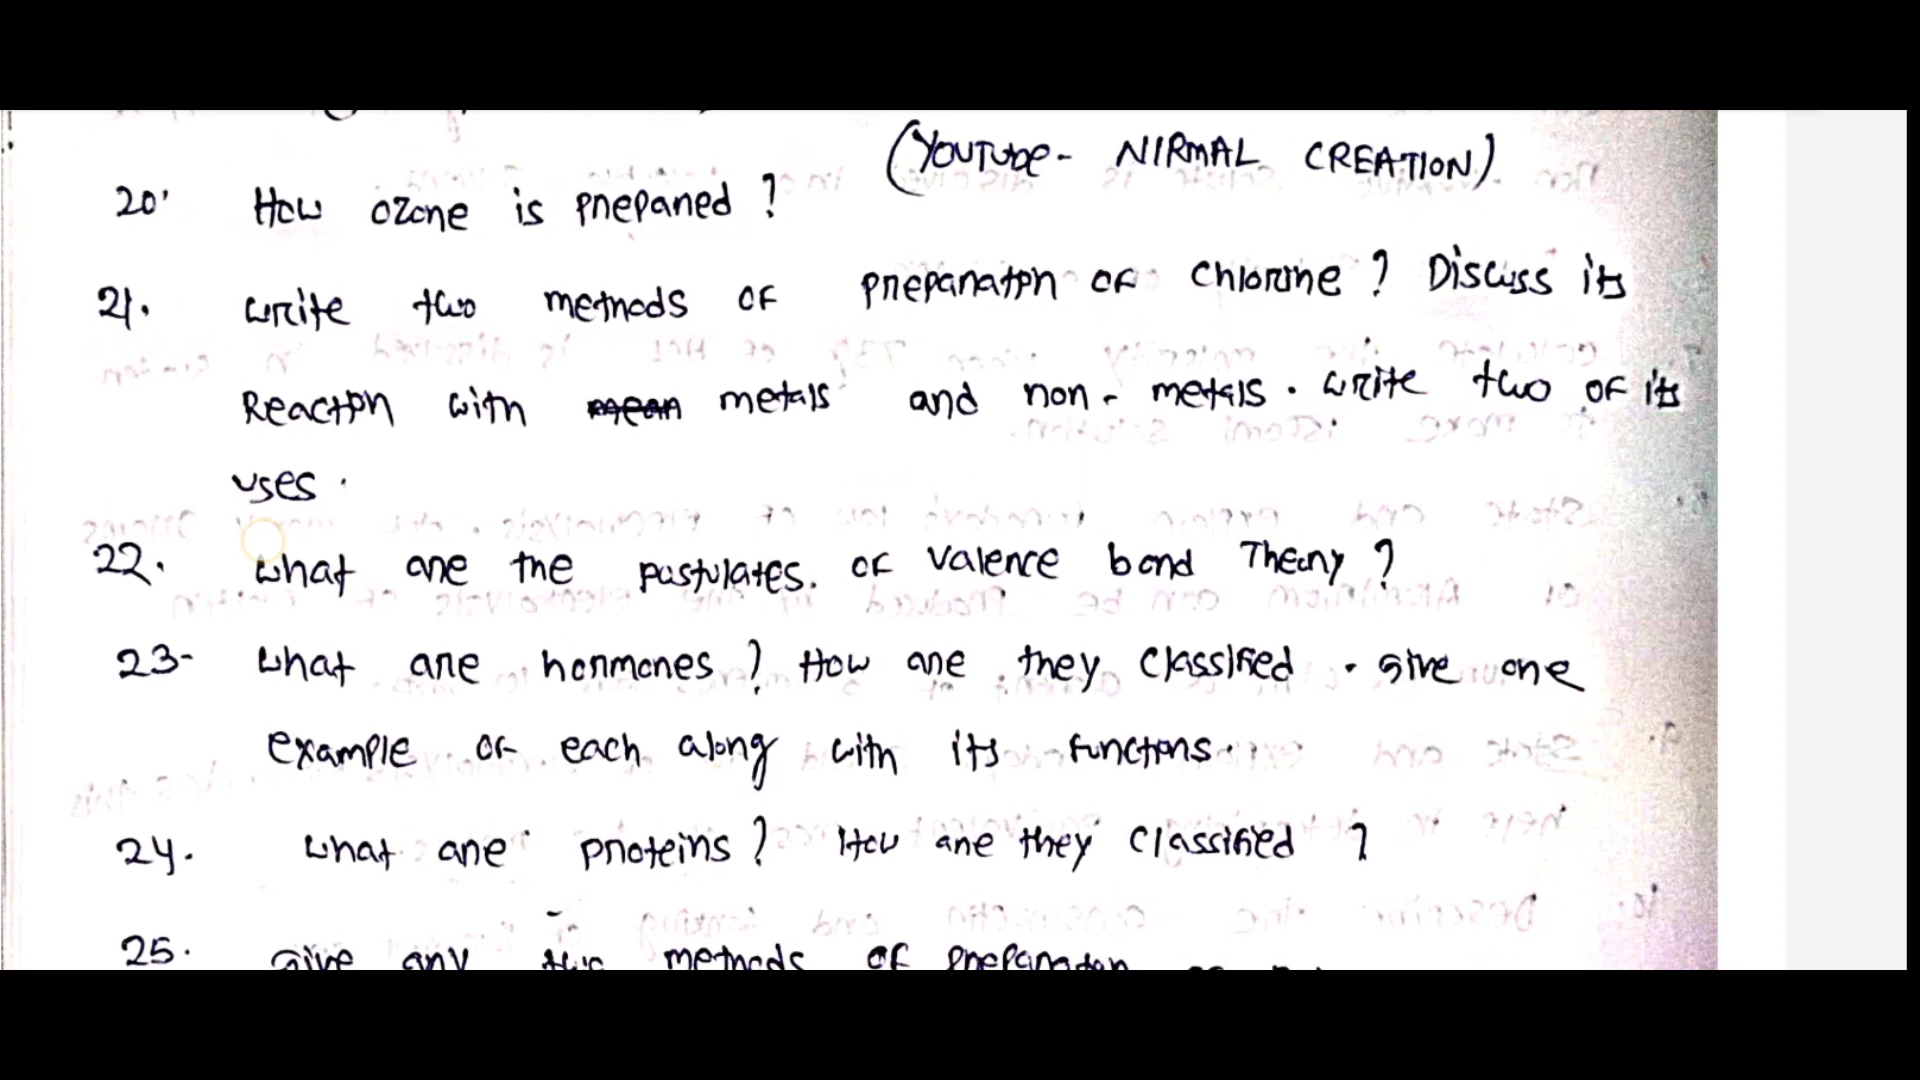 (YOUTUBE- NIRMAL CREATION)
20. How ozone is prepared ?
21. write two methods of preparation of chlorine ? Discuss its
Reaction with metals and non-metals. write two of its
uses.
22. what are the postulates. of valence bond Theory ?
23- what are hormones ? How are they classified. Give one
example of each along with its functions.
24. what are proteins ? How are they classified ?
25. Give any two methods of preparation